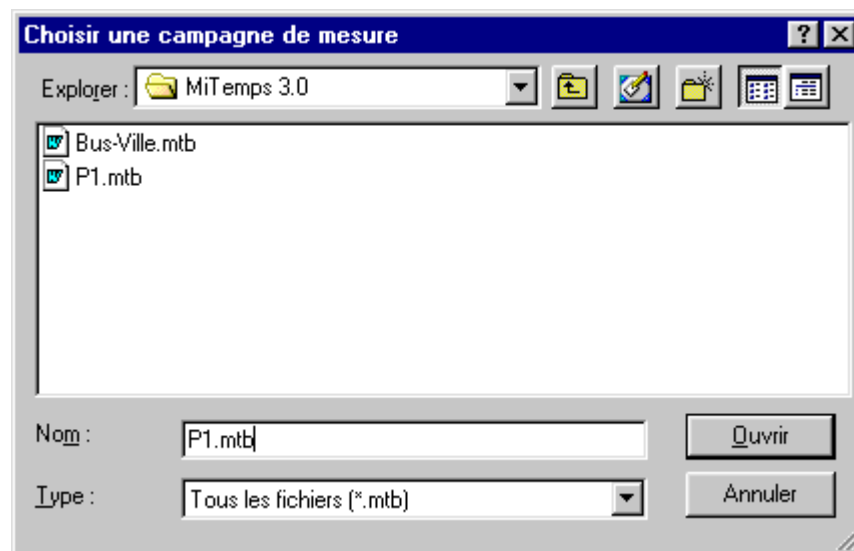 Choisir une campagne de mesure
Explorer : MiTemps 3.0
Bus-Ville.mtb
P1.mtb
Nom : P1.mtb Ouvrir
Type : Tous les fichiers (*.mtb) Annuler